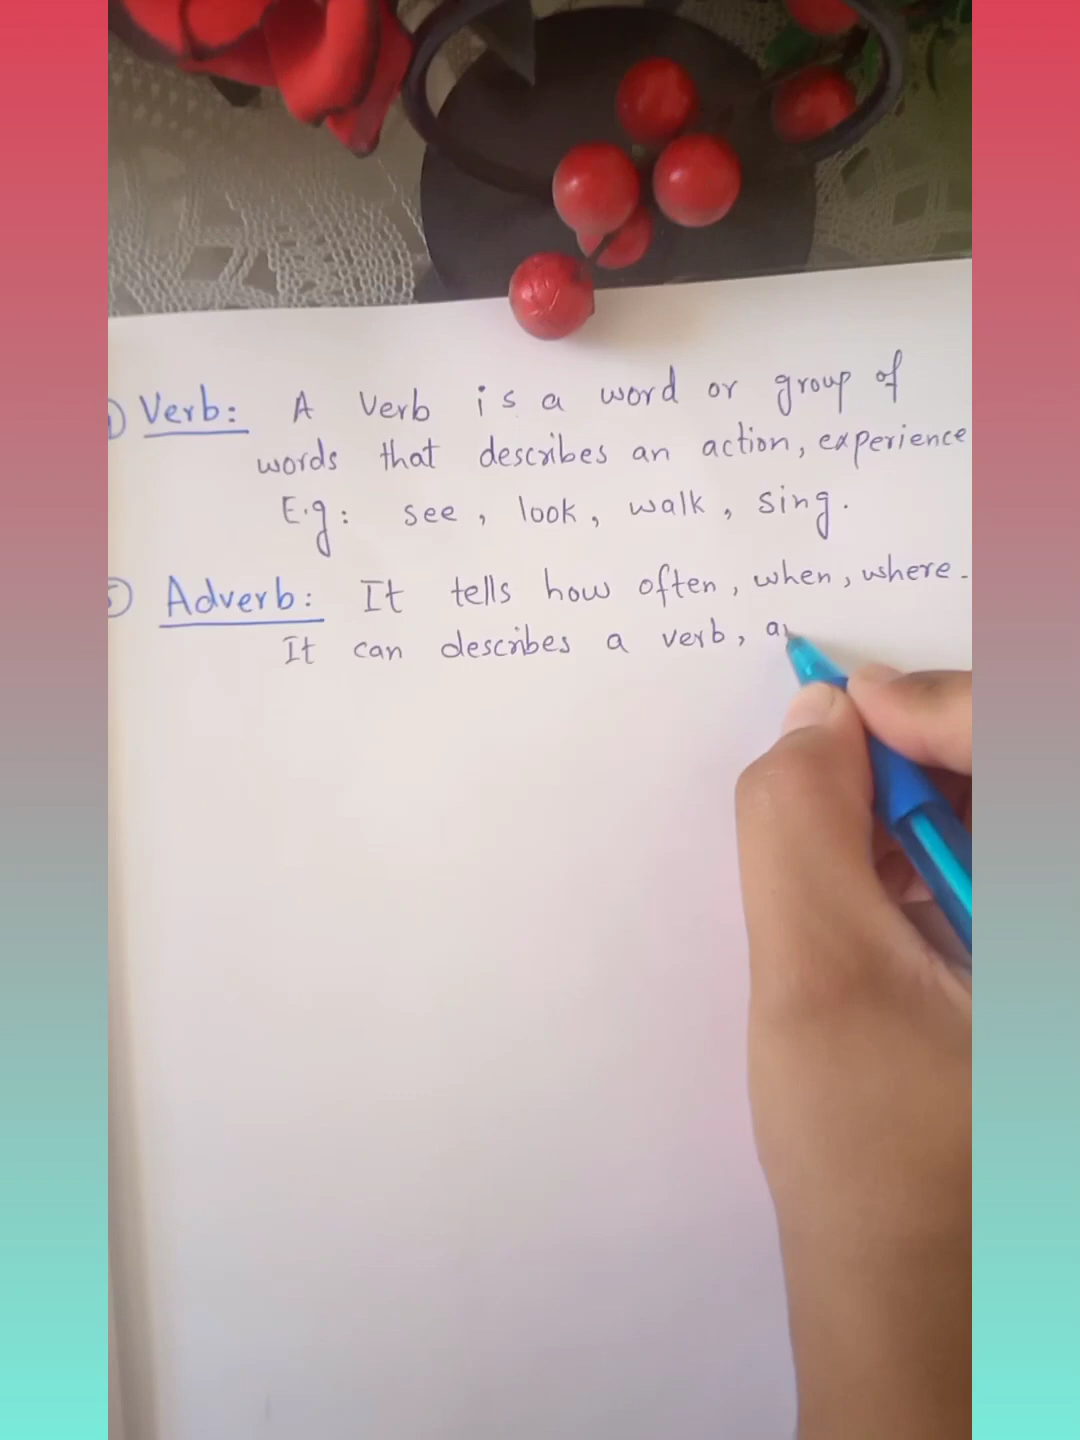 Verb: A Verb is a word or group of
words that describes an action, experience
E.g: see, look, walk, sing.
Adverb: It tells how often, when, where.
It can describes a verb,